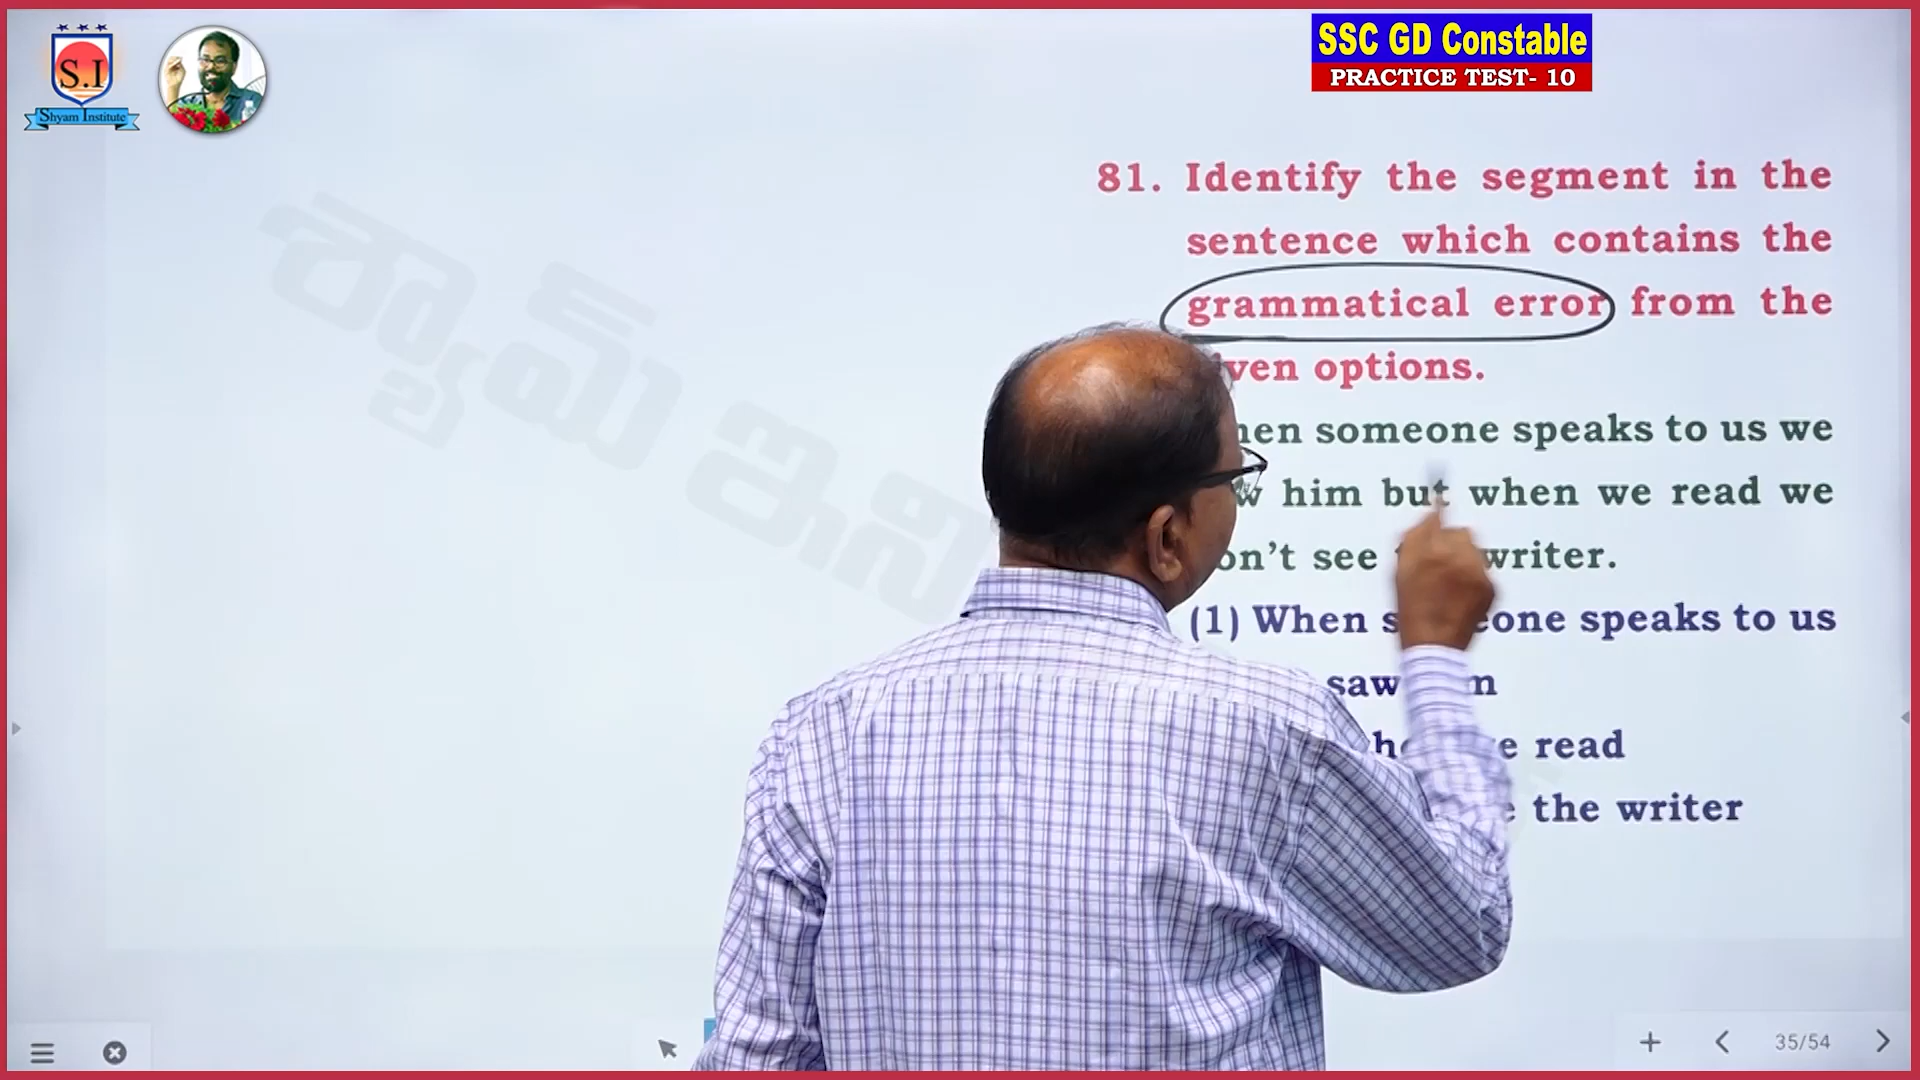 S.I
Shyam Institute
SSC GD Constable
PRACTICE TEST- 10
81. Identify the segment in the
sentence which contains the
grammatical error from the
options.
someone speaks to us we
him but when we read we
see writer.
(1) When speaks to us
saw
read
the writer
శ్యామ్
35/54